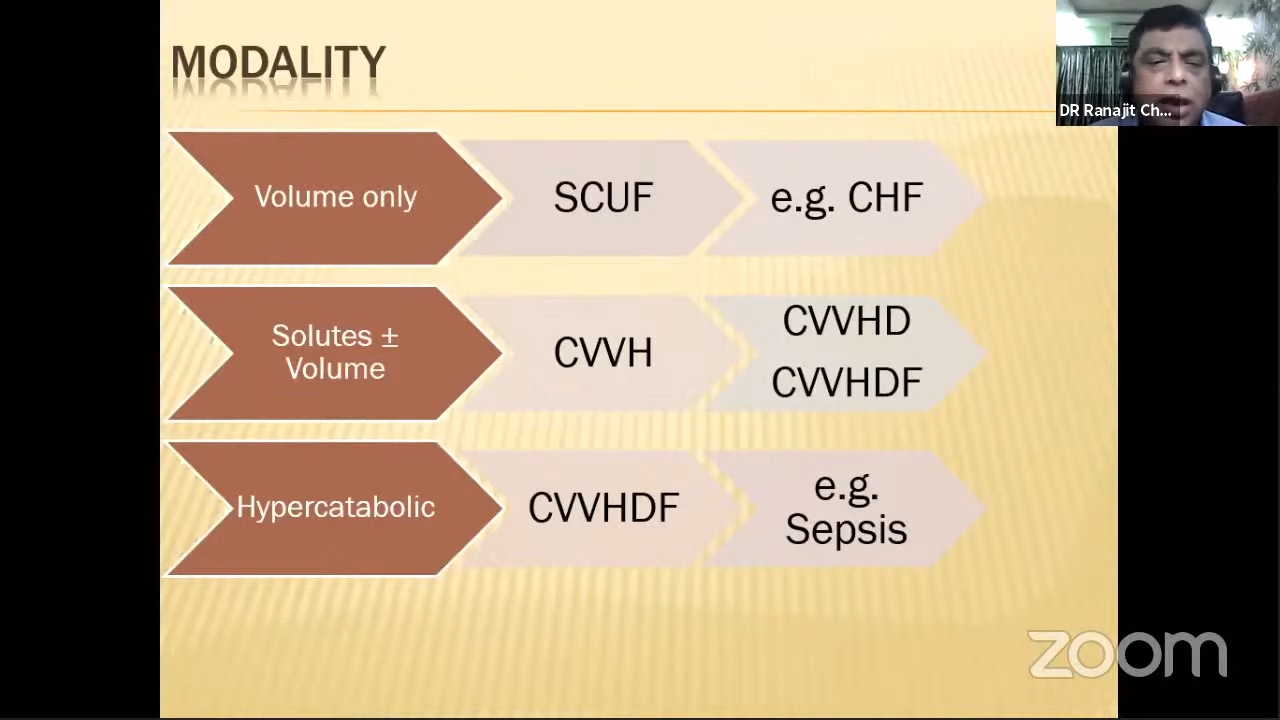 MODALITY
DR Ranajit Ch...
Volume only
SCUF
e.g. CHF
Solutes ±
Volume
CVVH
CVVHD
CVVHDF
Hypercatabolic
CVVHDF
e.g.
Sepsis
zoom